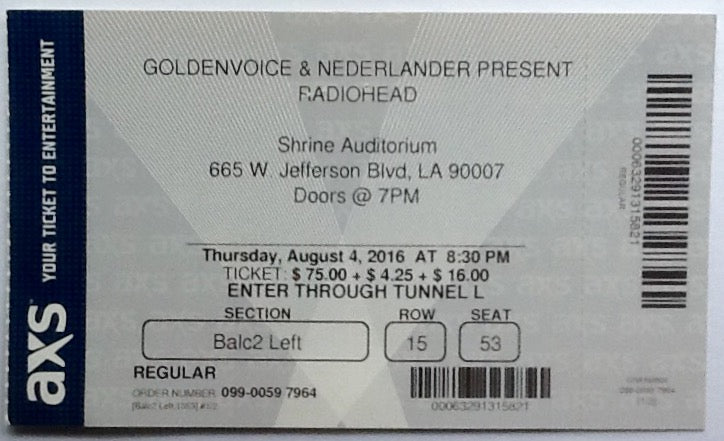 axs
YOUR TICKET TO ENTERTAINMENT
GOLDENVOICE & NEDERLANDER PRESENT
RADIOHEAD
Shrine Auditorium
665 W. Jefferson Blvd, LA 90007
Doors @ 7PM
Thursday, August 4, 2016 AT 8:30 PM
TICKET: $ 75.00 + $ 4.25 + $ 16.00
ENTER THROUGH TUNNEL L
SECTION ROW SEAT
Balc2 Left 15 53
REGULAR
ORDER NUMBER: 099-0059 7964
00063291315821
00063291315821
REGULAR